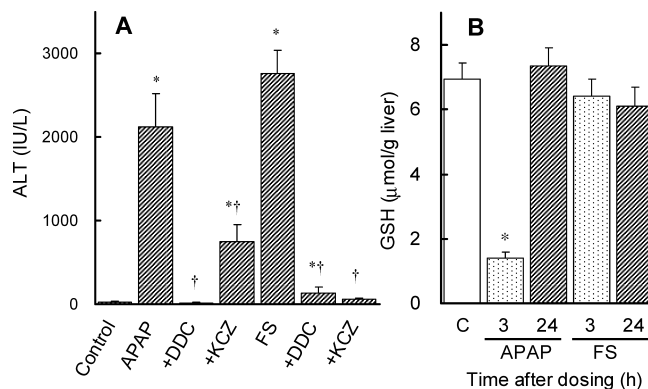 A
ALT (IU/L)
3000
2000
1000
0
*
†
*†
*
*†
†
Control
APAP
+DDC
+KCZ
FS
+DDC
+KCZ
B
GSH (μmol/g liver)
8
6
4
2
0
*
C 3 24 3 24
APAP FS
Time after dosing (h)